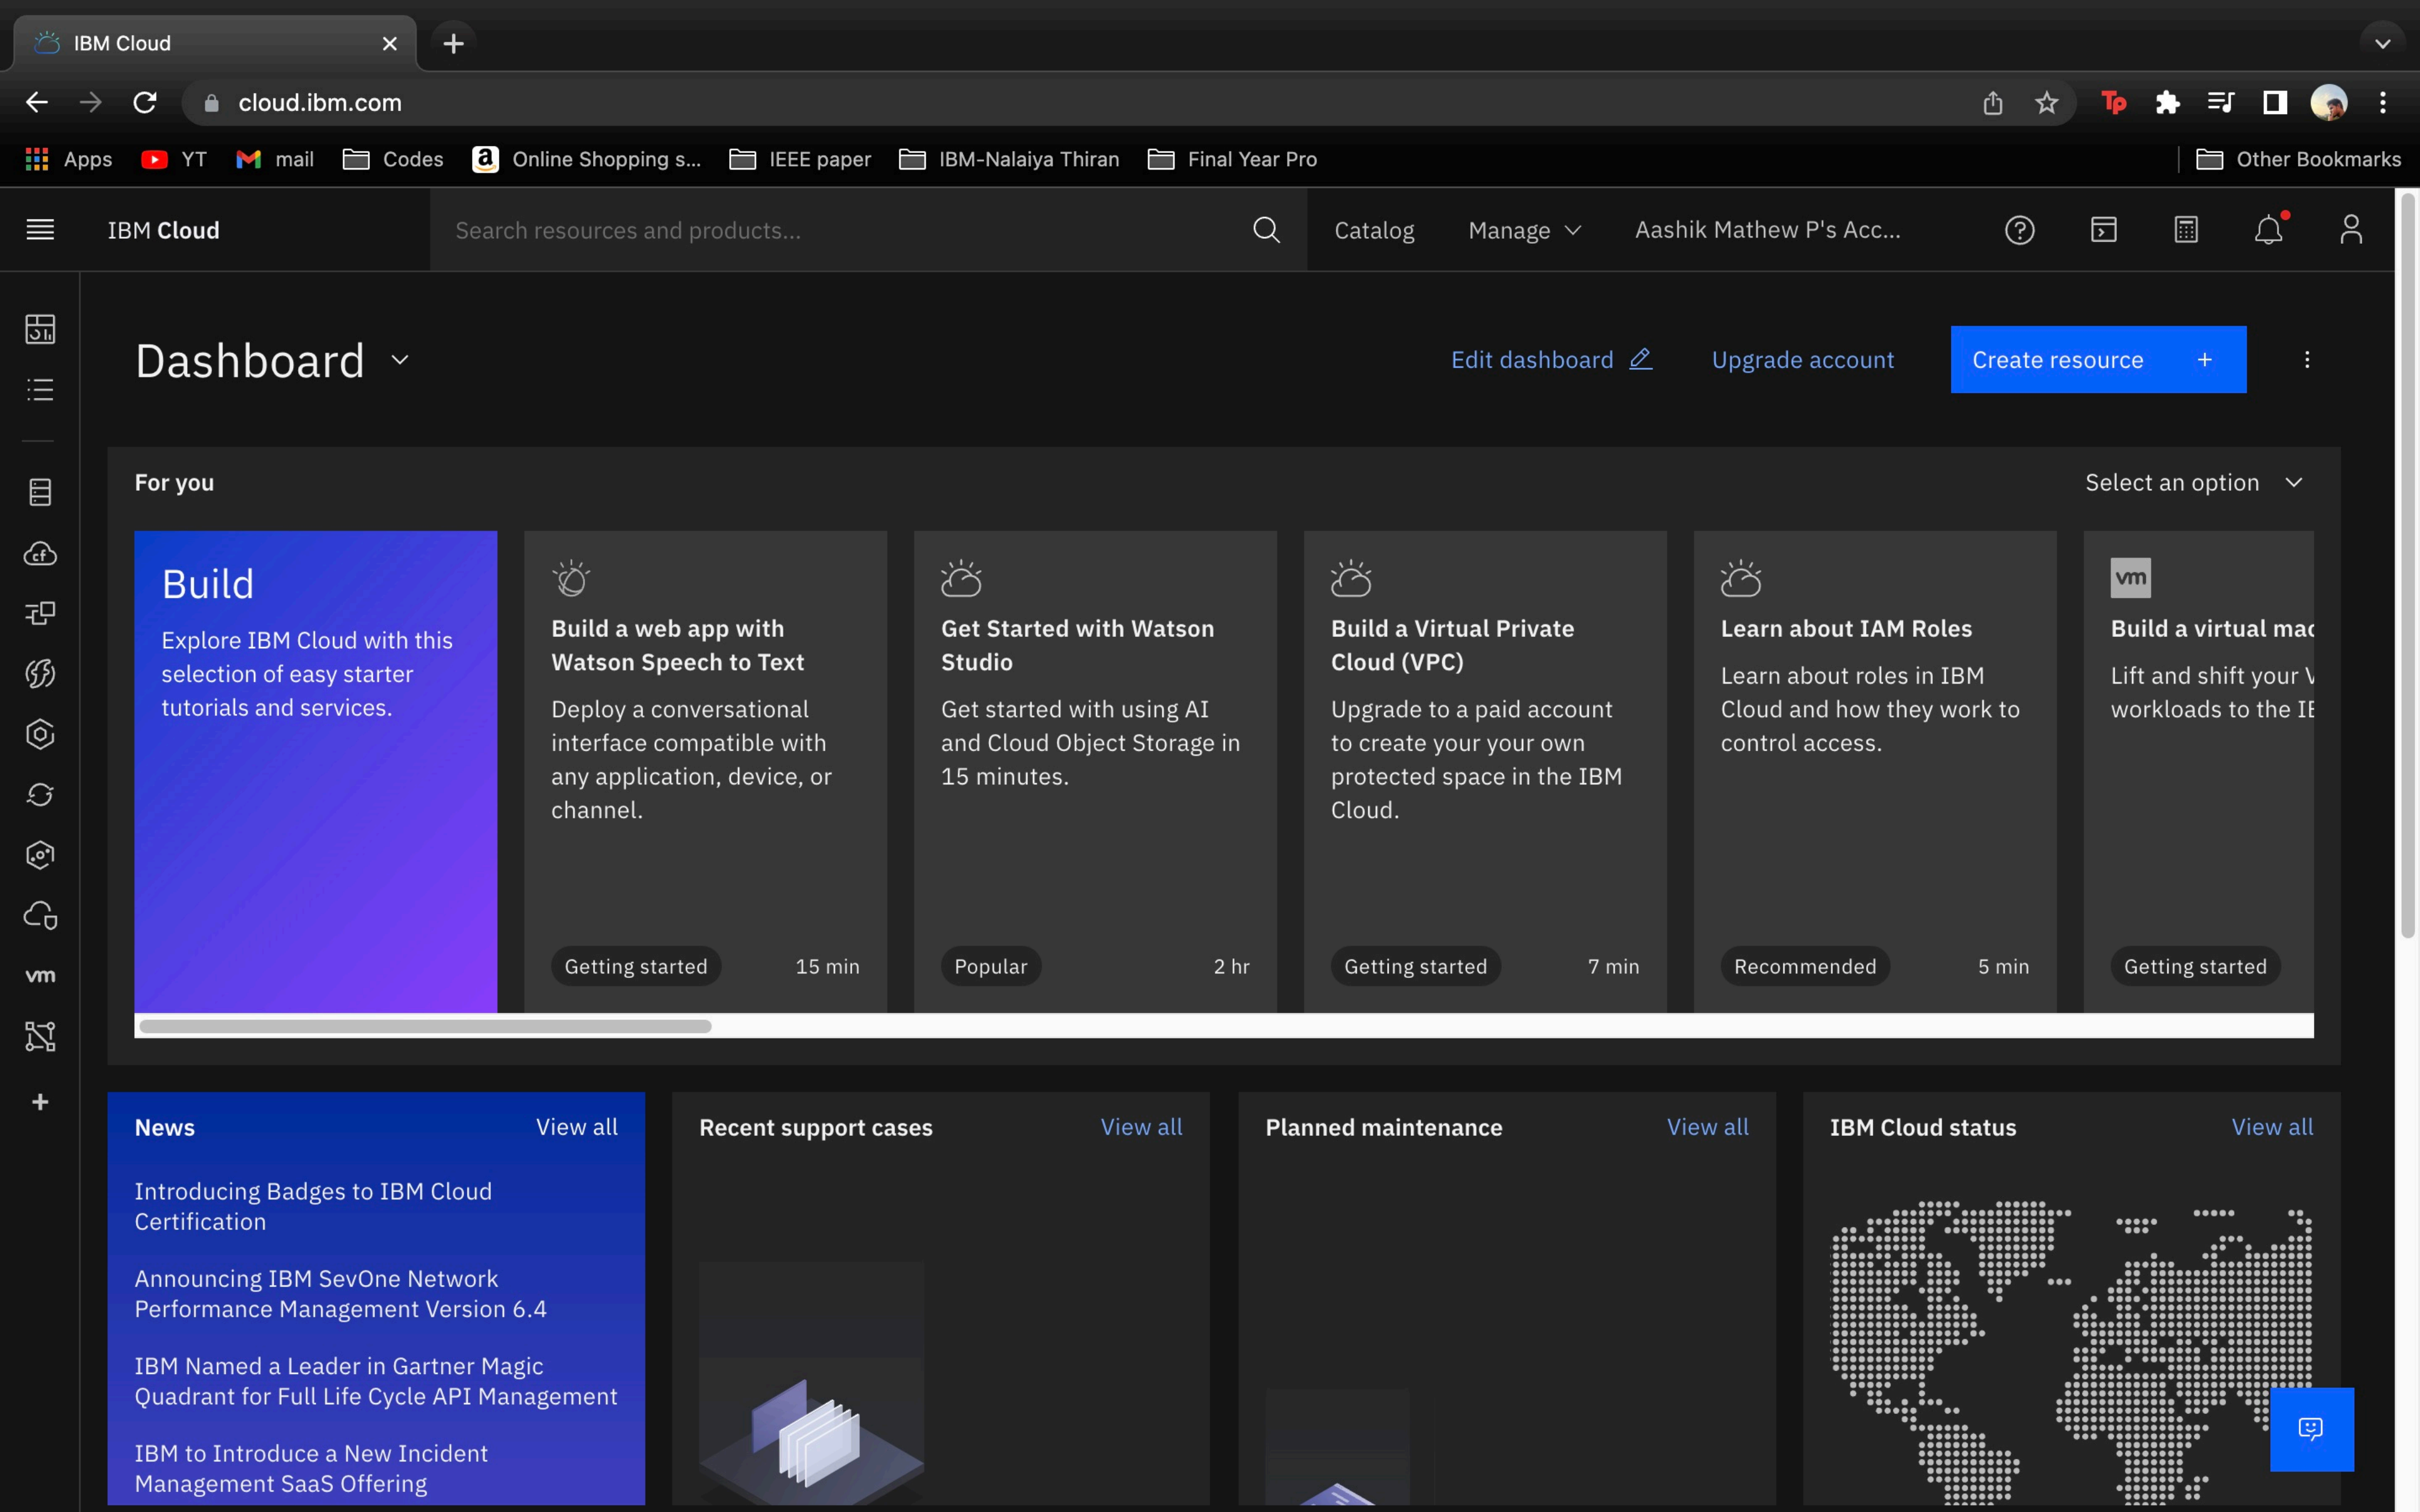 IBM Cloud
cloud.ibm.com
Tp
Apps
YT
mail
Codes
a
Online Shopping s...
IEEE paper
IBM-Nalaiya Thiran
Final Year Pro
Other Bookmarks
IBM Cloud
Search resources and products...
Catalog
Manage
Aashik Mathew P's Acc...
Dashboard
Edit dashboard
Upgrade account
Create resource +
For you
Select an option
Build
Explore IBM Cloud with this
selection of easy starter
tutorials and services.
Build a web app with
Watson Speech to Text
Deploy a conversational
interface compatible with
any application, device, or
channel.
Getting started
15 min
Get Started with Watson
Studio
Get started with using AI
and Cloud Object Storage in
15 minutes.
Popular
2 hr
Build a Virtual Private
Cloud (VPC)
Upgrade to a paid account
to create your your own
protected space in the IBM
Cloud.
Getting started
7 min
Learn about IAM Roles
Learn about roles in IBM
Cloud and how they work to
control access.
Recommended
5 min
vm
Build a virtual mac
Lift and shift your V
workloads to the IB
Getting started
cf
vm
News
View all
Introducing Badges to IBM Cloud
Certification
Announcing IBM SevOne Network
Performance Management Version 6.4
IBM Named a Leader in Gartner Magic
Quadrant for Full Life Cycle API Management
IBM to Introduce a New Incident
Management SaaS Offering
Recent support cases
View all
Planned maintenance
View all
IBM Cloud status
View all